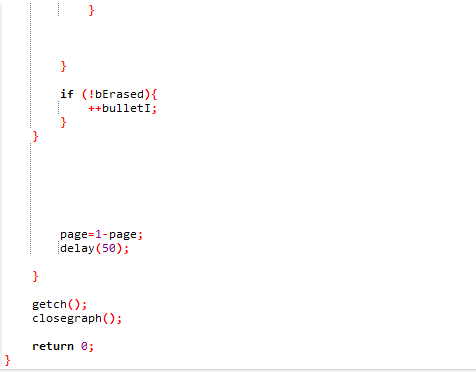 }
}
if (!bErased){
++bulletI;
}
}
page=1-page;
delay(50);
}
getch();
closegraph();
return 0;
}